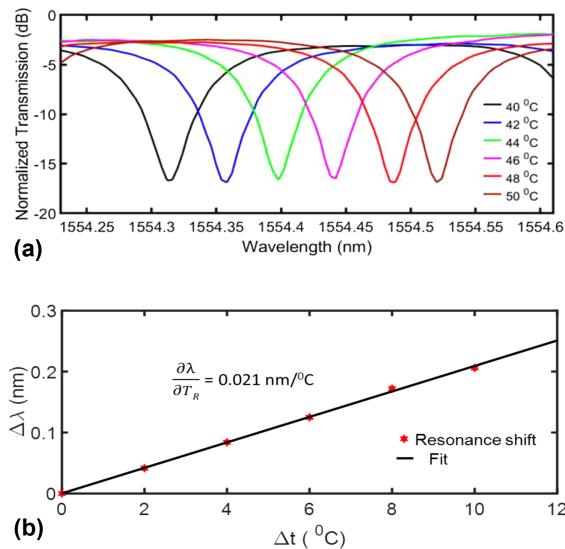 0
-5
-10
-15
-20
Normalized Transmission (dB)
40 ⁰C
42 ⁰C
44 ⁰C
46 ⁰C
48 ⁰C
50 ⁰C
1554.25 1554.3 1554.35 1554.4 1554.45 1554.5 1554.55 1554.6
Wavelength (nm)
(a)
0.3
0.2
0.1
0
Δλ (nm)
∂λ/∂T_R = 0.021 nm/⁰C
Resonance shift
Fit
0 2 4 6 8 10 12
Δt (⁰C)
(b)